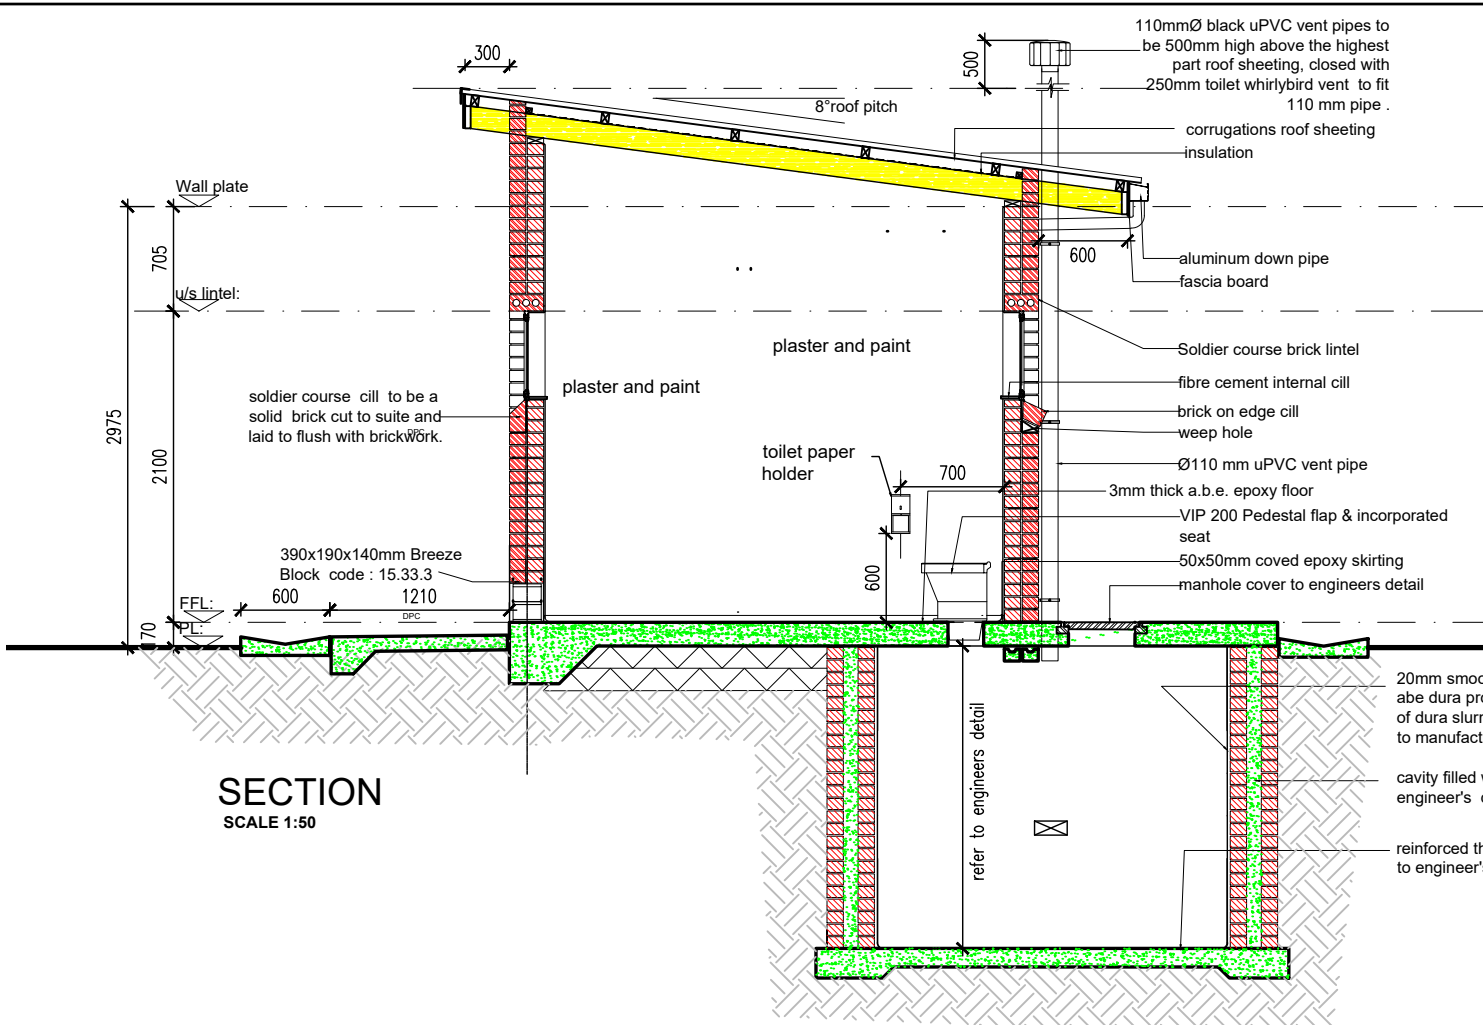 110mmØ black uPVC vent pipes to
be 500mm high above the highest
part roof sheeting, closed with
250mm toilet whirlybird vent to fit
110 mm pipe .
300
500
8°roof pitch
corrugations roof sheeting
insulation
Wall plate
705
600
aluminum down pipe
fascia board
u/s lintel:
plaster and paint
Soldier course brick lintel
plaster and paint
fibre cement internal cill
soldier course cill to be a
solid brick cut to suite and
laid to flush with brickwork.
DPC
brick on edge cill
weep hole
2975
2100
toilet paper
holder
700
Ø110 mm uPVC vent pipe
3mm thick a.b.e. epoxy floor
VIP 200 Pedestal flap & incorporated
seat
390x190x140mm Breeze
Block code : 15.33.3
600
50x50mm coved epoxy skirting
manhole cover to engineers detail
FFL:
600
1210
DPC
PL:
170
refer to engineers detail
20mm smoo
abe dura pro
of dura slurr
to manufact
cavity filled
engineer's
reinforced th
to engineer's
SECTION
SCALE 1:50